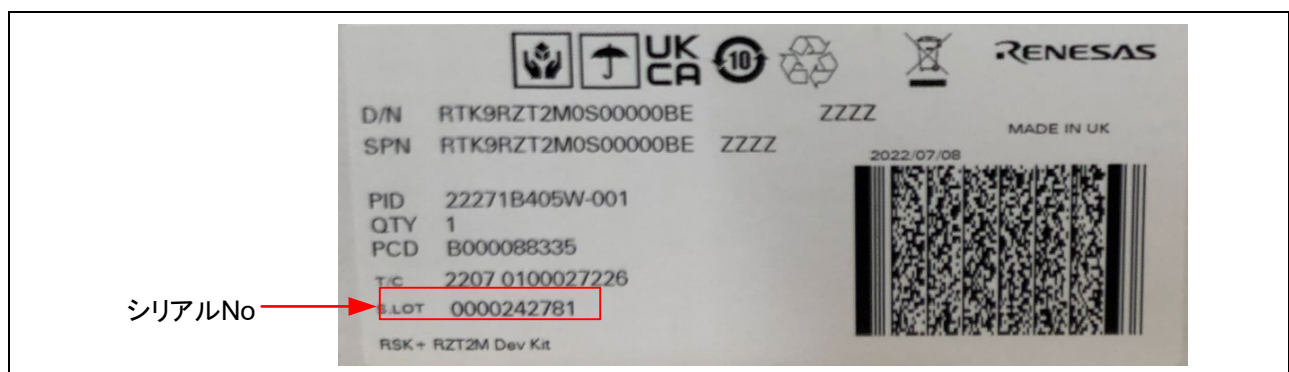 UK
CA
10
RENESAS
D/N RTK9RZT2M0S00000BE ZZZZ
MADE IN UK
SPN RTK9RZT2M0S00000BE ZZZZ
2022/07/08
PID 22271B405W-001
QTY 1
PCD B000088335
T/C 2207 0100027226
シリアルNo
S.LOT 0000242781
RSK+ RZT2M Dev Kit